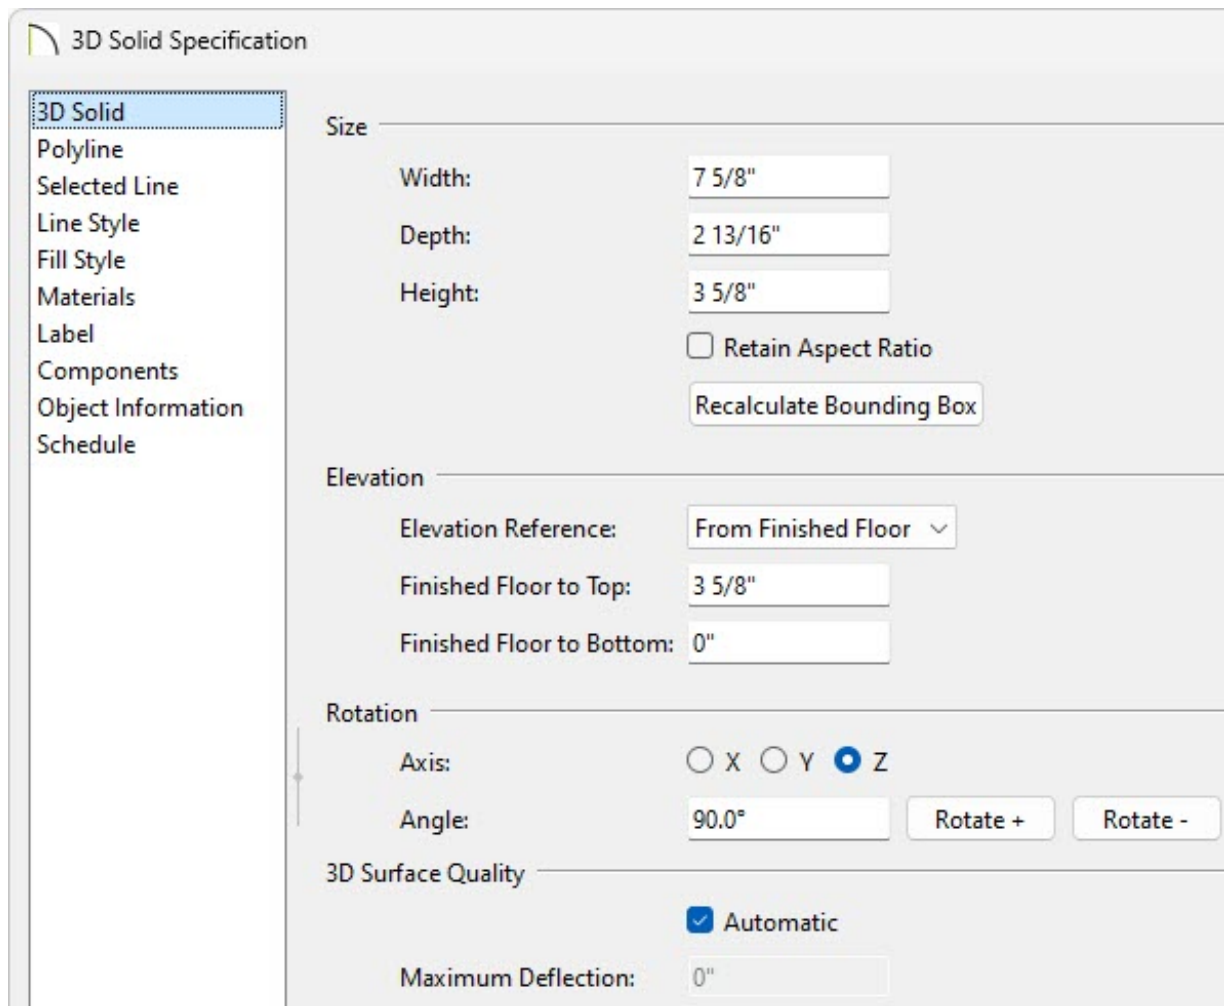 3D Solid Specification
3D Solid
Polyline
Selected Line
Line Style
Fill Style
Materials
Label
Components
Object Information
Schedule
Size
Width: 7 5/8"
Depth: 2 13/16"
Height: 3 5/8"
Retain Aspect Ratio
Recalculate Bounding Box
Elevation
Elevation Reference: From Finished Floor
Finished Floor to Top: 3 5/8"
Finished Floor to Bottom: 0"
Rotation
Axis: X Y Z
Angle: 90.0° Rotate + Rotate -
3D Surface Quality
Automatic
Maximum Deflection: 0"